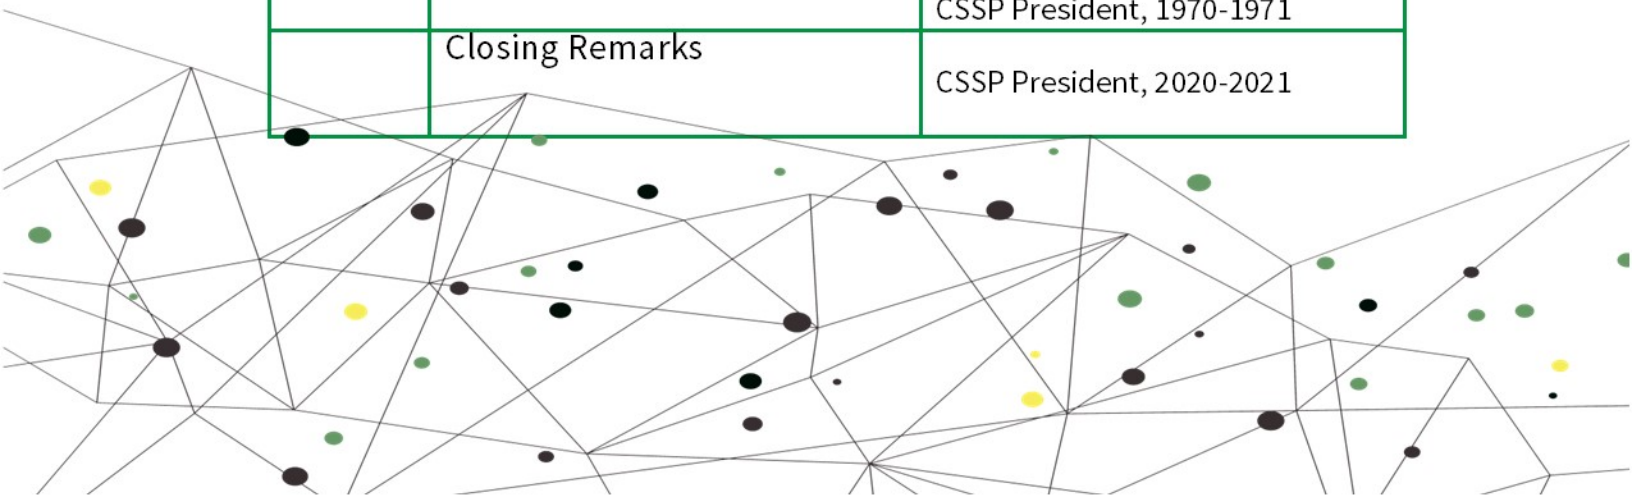 CSSP President, 1970-1971
Closing Remarks
CSSP President, 2020-2021